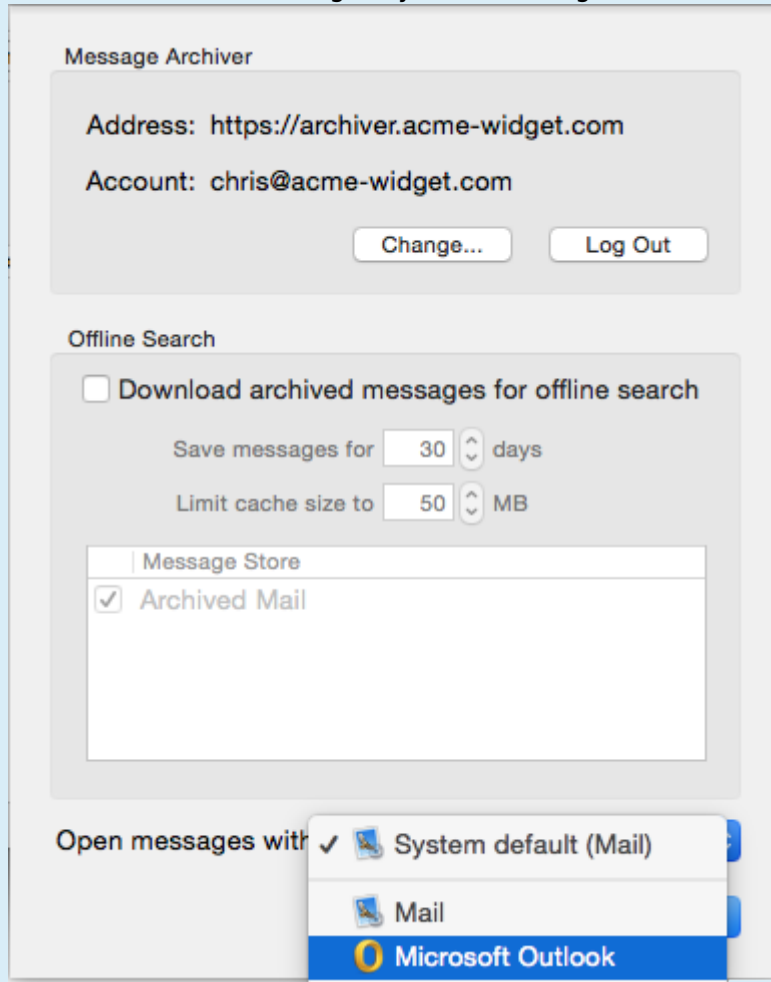 Message Archiver
Address: https://archiver.acme-widget.com
Account: chris@acme-widget.com
Change... Log Out
Offline Search
Download archived messages for offline search
Save messages for 30 days
Limit cache size to 50 MB
Message Store
Archived Mail
Open messages with System default (Mail)
Mail
Microsoft Outlook